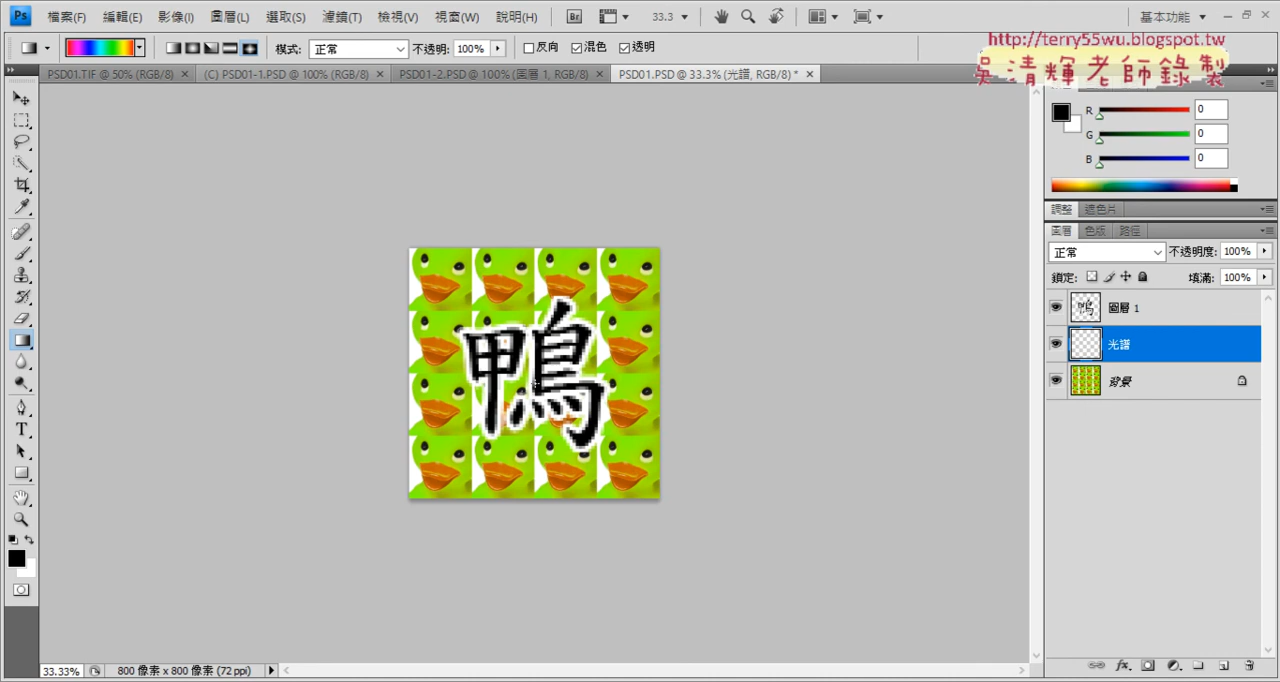 Ps 檔案(F) 編輯(E) 影像(I) 圖層(L) 選取(S) 濾鏡(T) 檢視(V) 視窗(W) 說明(H) Br 33.3 基本功能
http://terry55wu.blogspot.tw
吳清輝老師錄製
模式: 正常 不透明: 100% 反向 混色 透明
PSD01.TIF @ 50% (RGB/8) (C) PSD01-1.PSD @ 100% (RGB/8) PSD01-2.PSD @ 100% (圖層 1, RGB/8) PSD01.PSD @ 33.3% (光譜, RGB/8) *
R 0
G 0
B 0
調整 遮色片
圖層 色版 路徑
正常 不透明度: 100%
鎖定: 填滿: 100%
鴨 圖層 1
光譜
背景
鴨
T
fx
33.33% 800 像素 x 800 像素 (72 ppi)